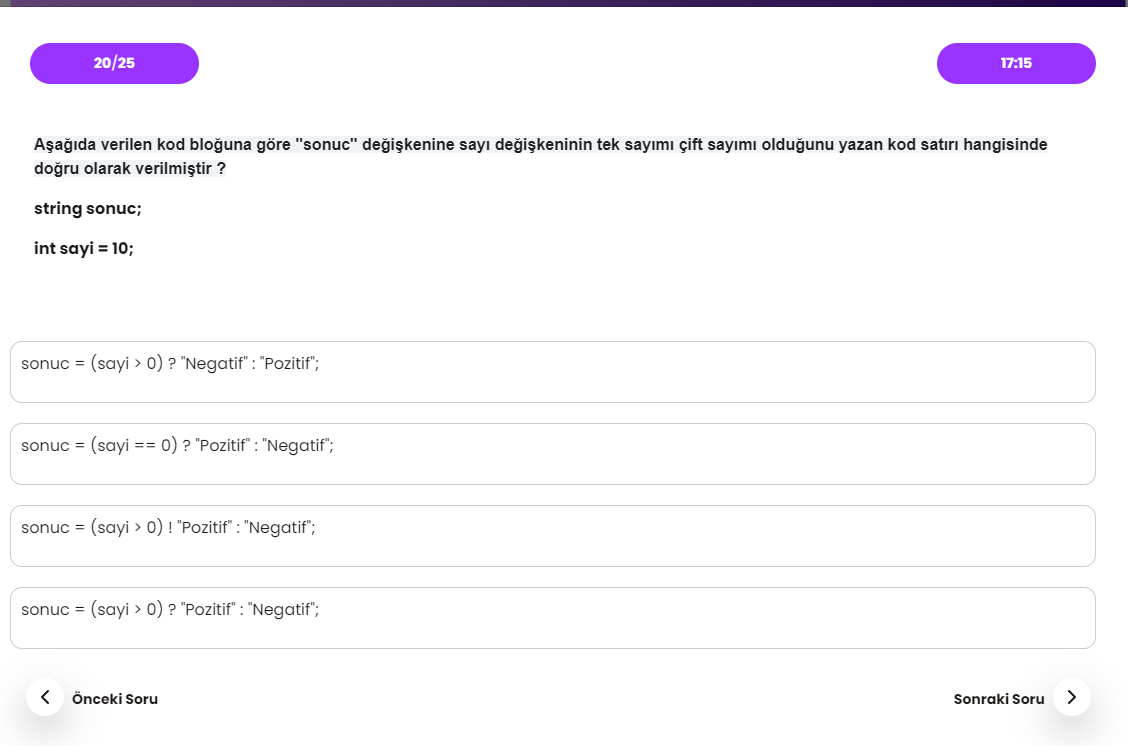 20/25
17:15
Aşağıda verilen kod bloğuna göre "sonuc" değişkenine sayı değişkeninin tek sayımı çift sayımı olduğunu yazan kod satırı hangisinde
doğru olarak verilmiştir ?
string sonuc;
int sayi = 10;
sonuc = (sayi > 0) ? "Negatif" : "Pozitif";
sonuc = (sayi == 0) ? "Pozitif" : "Negatif";
sonuc = (sayi > 0) ! "Pozitif" : "Negatif";
sonuc = (sayi > 0) ? "Pozitif" : "Negatif";
Önceki Soru
Sonraki Soru